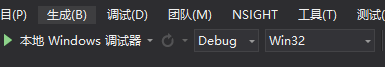 目(P) 生成(B) 调试(D) 团队(M) NSIGHT 工具(T) 测试(
本地 Windows 调试器 Debug Win32